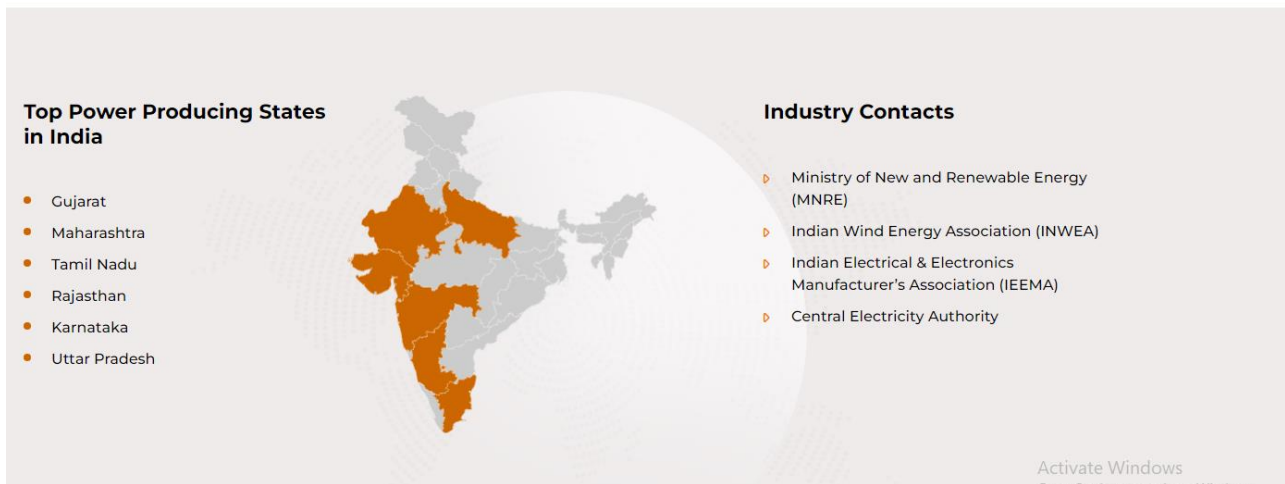 Top Power Producing States
in India
Gujarat
Maharashtra
Tamil Nadu
Rajasthan
Karnataka
Uttar Pradesh
Industry Contacts
Ministry of New and Renewable Energy
(MNRE)
Indian Wind Energy Association (INWEA)
Indian Electrical & Electronics
Manufacturer’s Association (IEEMA)
Central Electricity Authority
Activate Windows